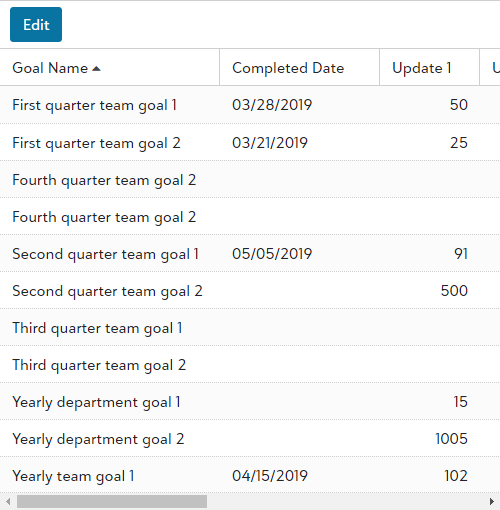 Edit
Goal Name Completed Date Update 1 U
First quarter team goal 1 03/28/2019 50
First quarter team goal 2 03/21/2019 25
Fourth quarter team goal 2
Fourth quarter team goal 2
Second quarter team goal 1 05/05/2019 91
Second quarter team goal 2 500
Third quarter team goal 1
Third quarter team goal 2
Yearly department goal 1 15
Yearly department goal 2 1005
Yearly team goal 1 04/15/2019 102